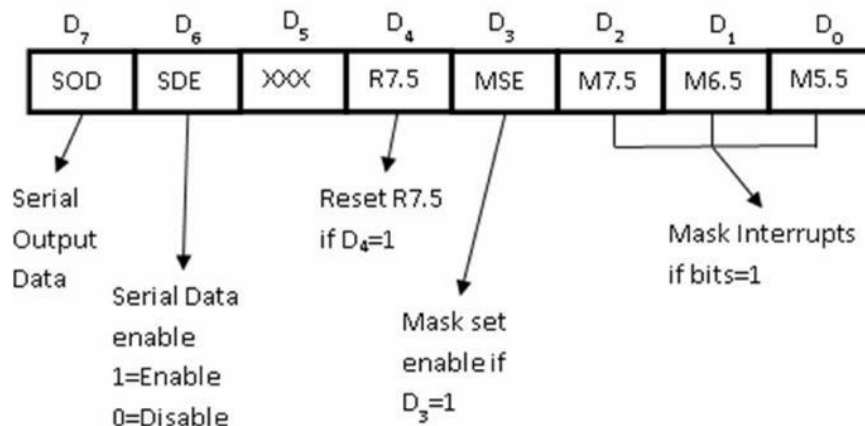 D₇ D₆ D₅ D₄ D₃ D₂ D₁ D₀
SOD SDE XXX R7.5 MSE M7.5 M6.5 M5.5
Serial
Output
Data
Serial Data
enable
1=Enable
0=Disable
Reset R7.5
if D₄=1
Mask set
enable if
D₃=1
Mask Interrupts
if bits=1